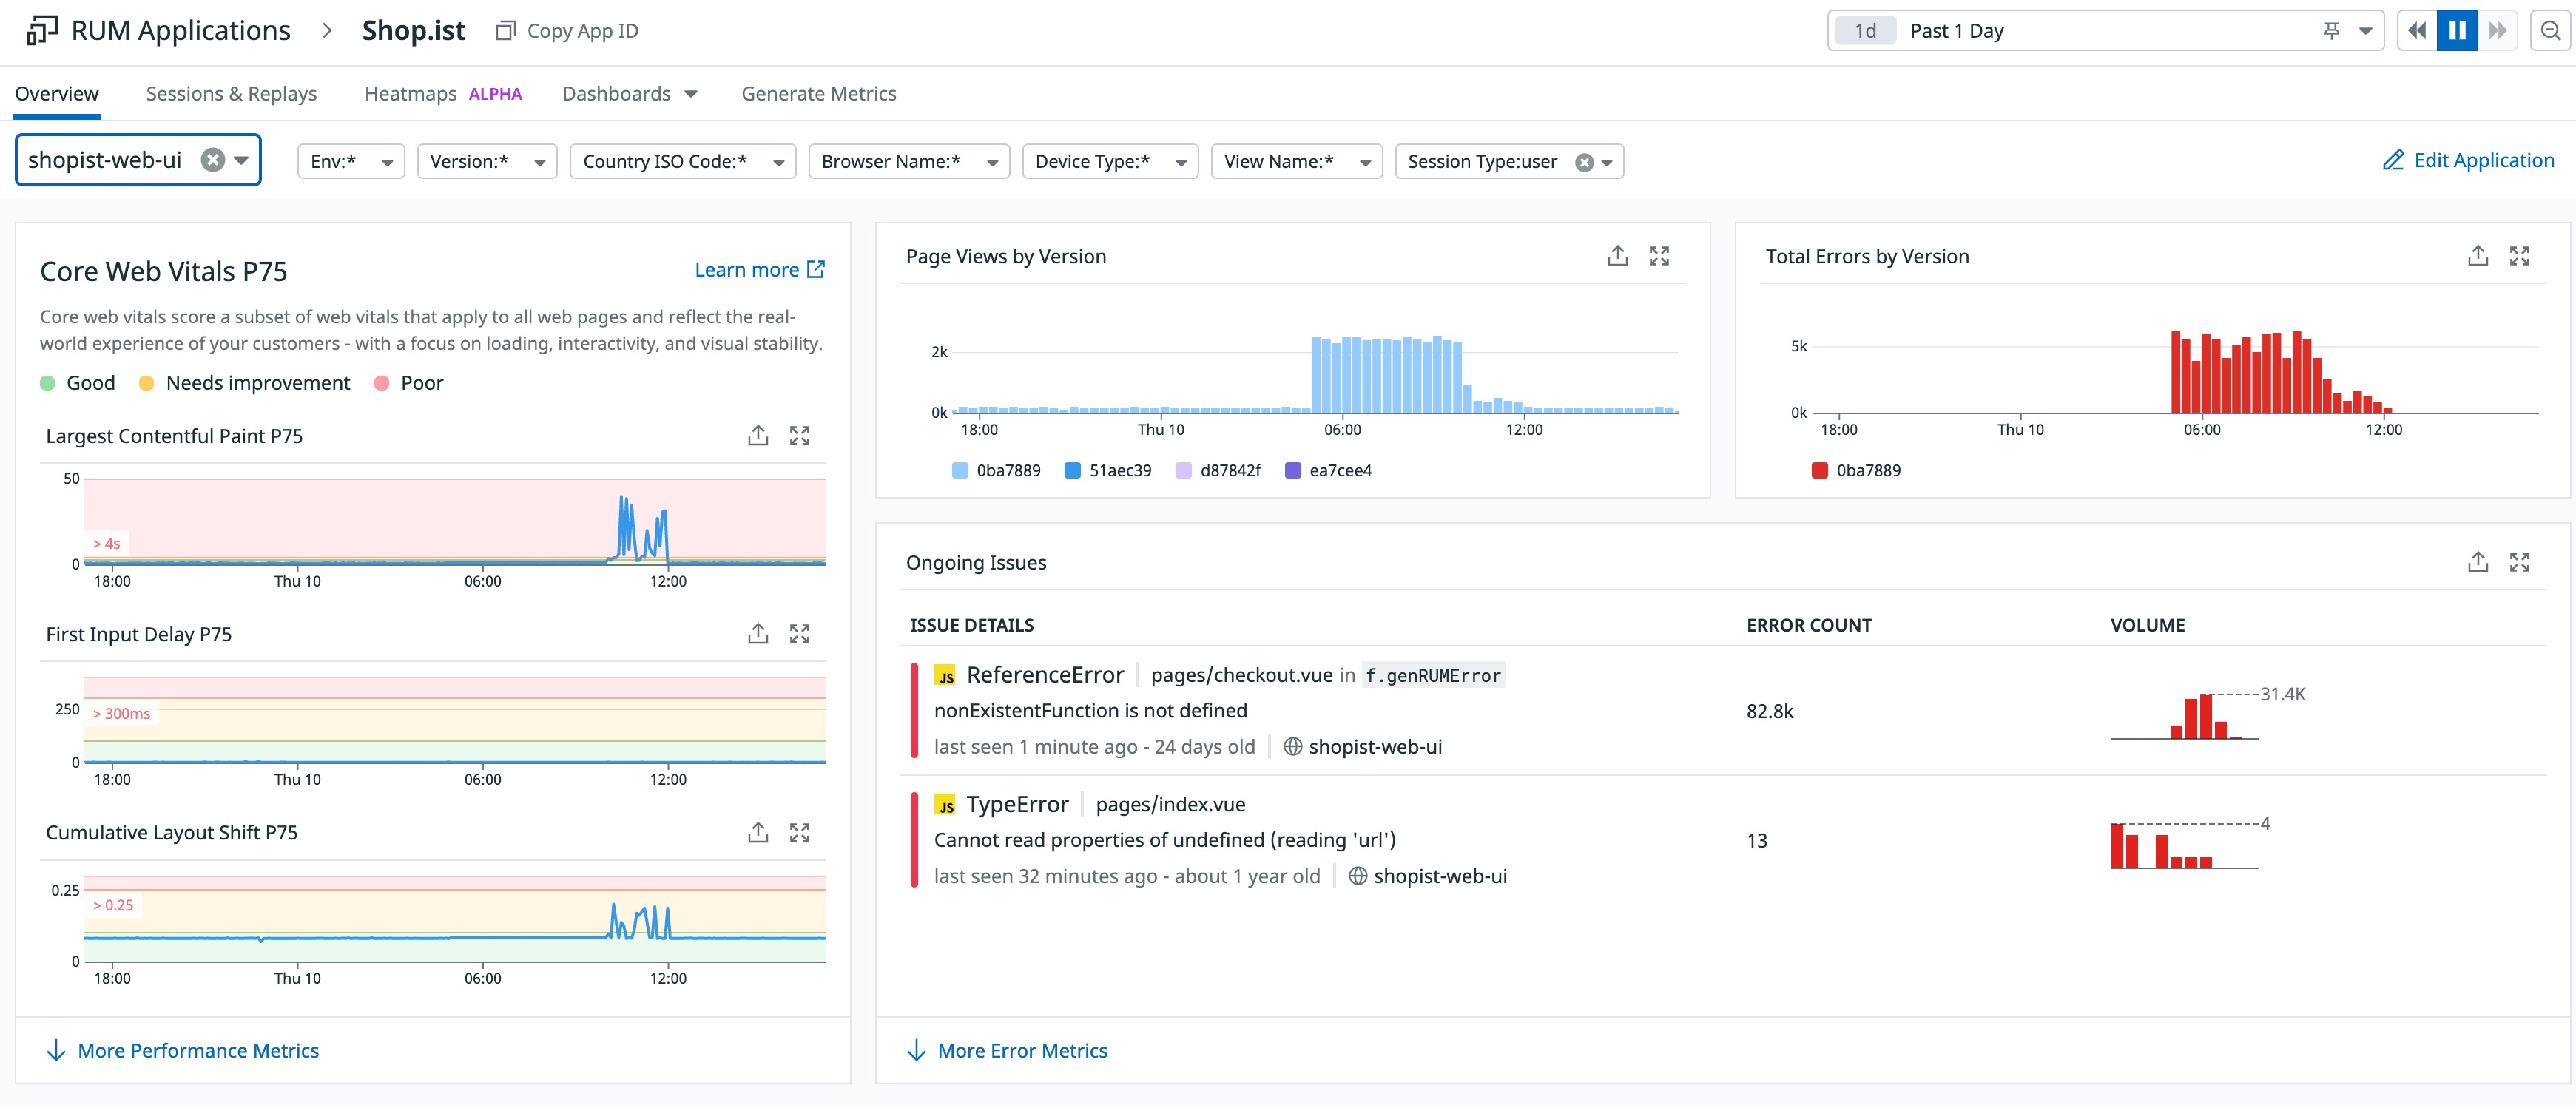 RUM Applications > Shop.ist Copy App ID
1d Past 1 Day
Overview Sessions & Replays Heatmaps ALPHA Dashboards Generate Metrics
shopist-web-ui Env:* Version:* Country ISO Code:* Browser Name:* Device Type:* View Name:* Session Type:user Edit Application
Core Web Vitals P75 Learn more
Core web vitals score a subset of web vitals that apply to all web pages and reflect the real-
world experience of your customers - with a focus on loading, interactivity, and visual stability.
Good Needs improvement Poor
Largest Contentful Paint P75
50
> 4s
0
18:00 Thu 10 06:00 12:00
First Input Delay P75
250
> 300ms
0
18:00 Thu 10 06:00 12:00
Cumulative Layout Shift P75
0.25
> 0.25
0
18:00 Thu 10 06:00 12:00
More Performance Metrics
Page Views by Version
2k
0k
18:00 Thu 10 06:00 12:00
0ba7889 51aec39 d87842f ea7cee4
Total Errors by Version
5k
0k
18:00 Thu 10 06:00 12:00
0ba7889
Ongoing Issues
ISSUE DETAILS ERROR COUNT VOLUME
JS ReferenceError pages/checkout.vue in f.genRUMError
nonExistentFunction is not defined
last seen 1 minute ago - 24 days old shopist-web-ui
82.8k
31.4K
JS TypeError pages/index.vue
Cannot read properties of undefined (reading 'url')
last seen 32 minutes ago - about 1 year old shopist-web-ui
13
4
More Error Metrics